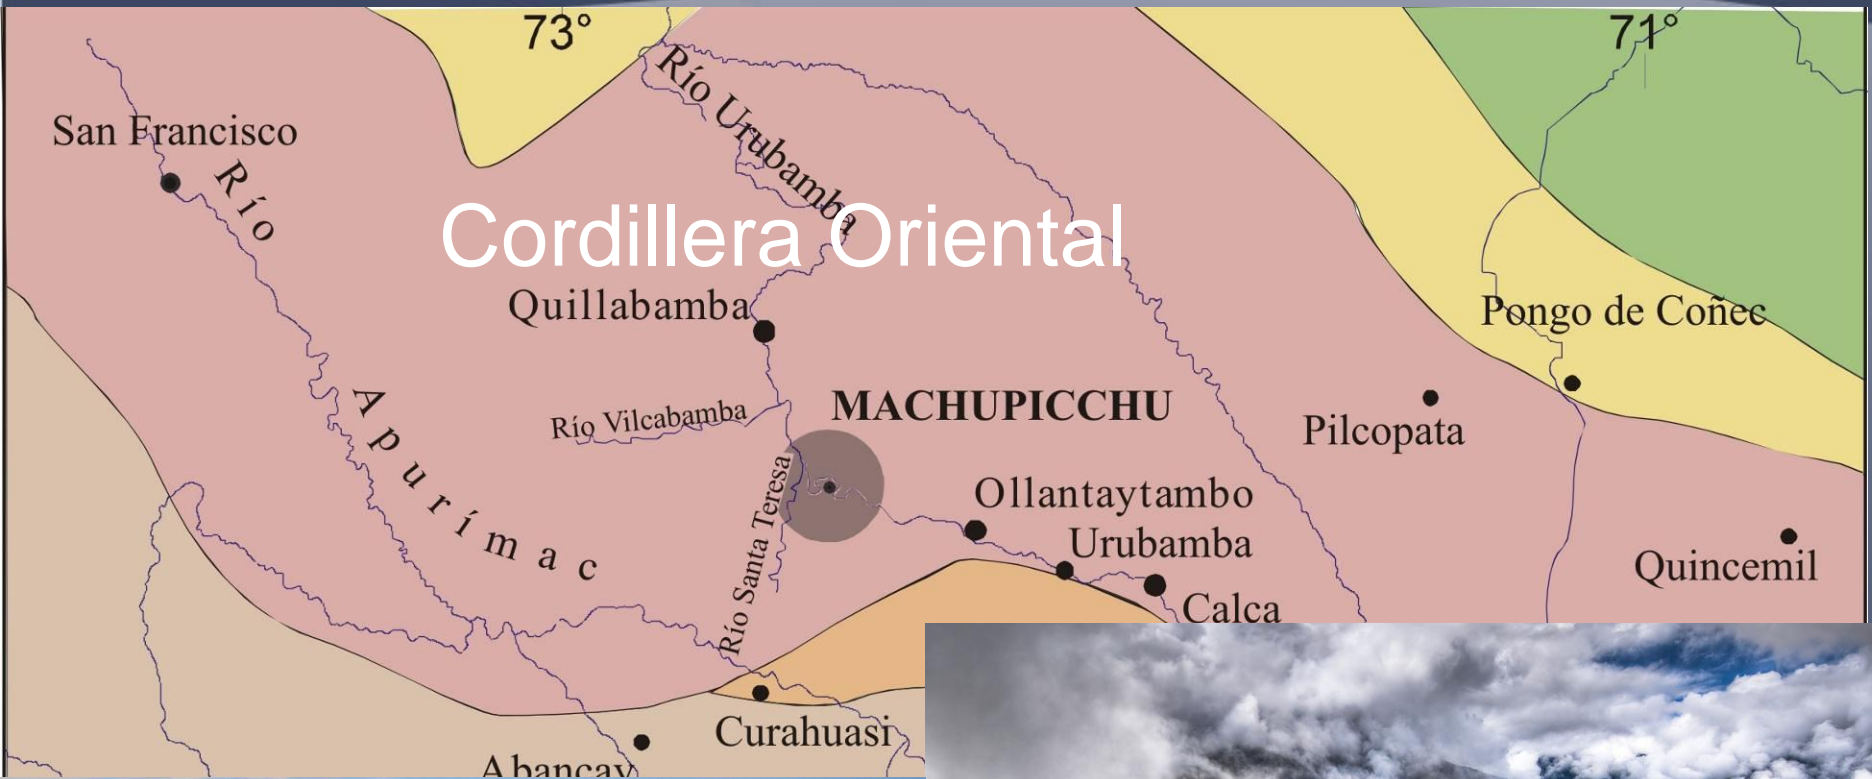 73°
71°
Río Urubamba
San Francisco
Río
Cordillera Oriental
Quillabamba
Pongo de Coñec
Apurímac
MACHUPICCHU
Río Vilcabamba
Pilcopata
Río Santa Teresa
Ollantaytambo
Urubamba
Quincemil
Calca
Curahuasi
Abancay